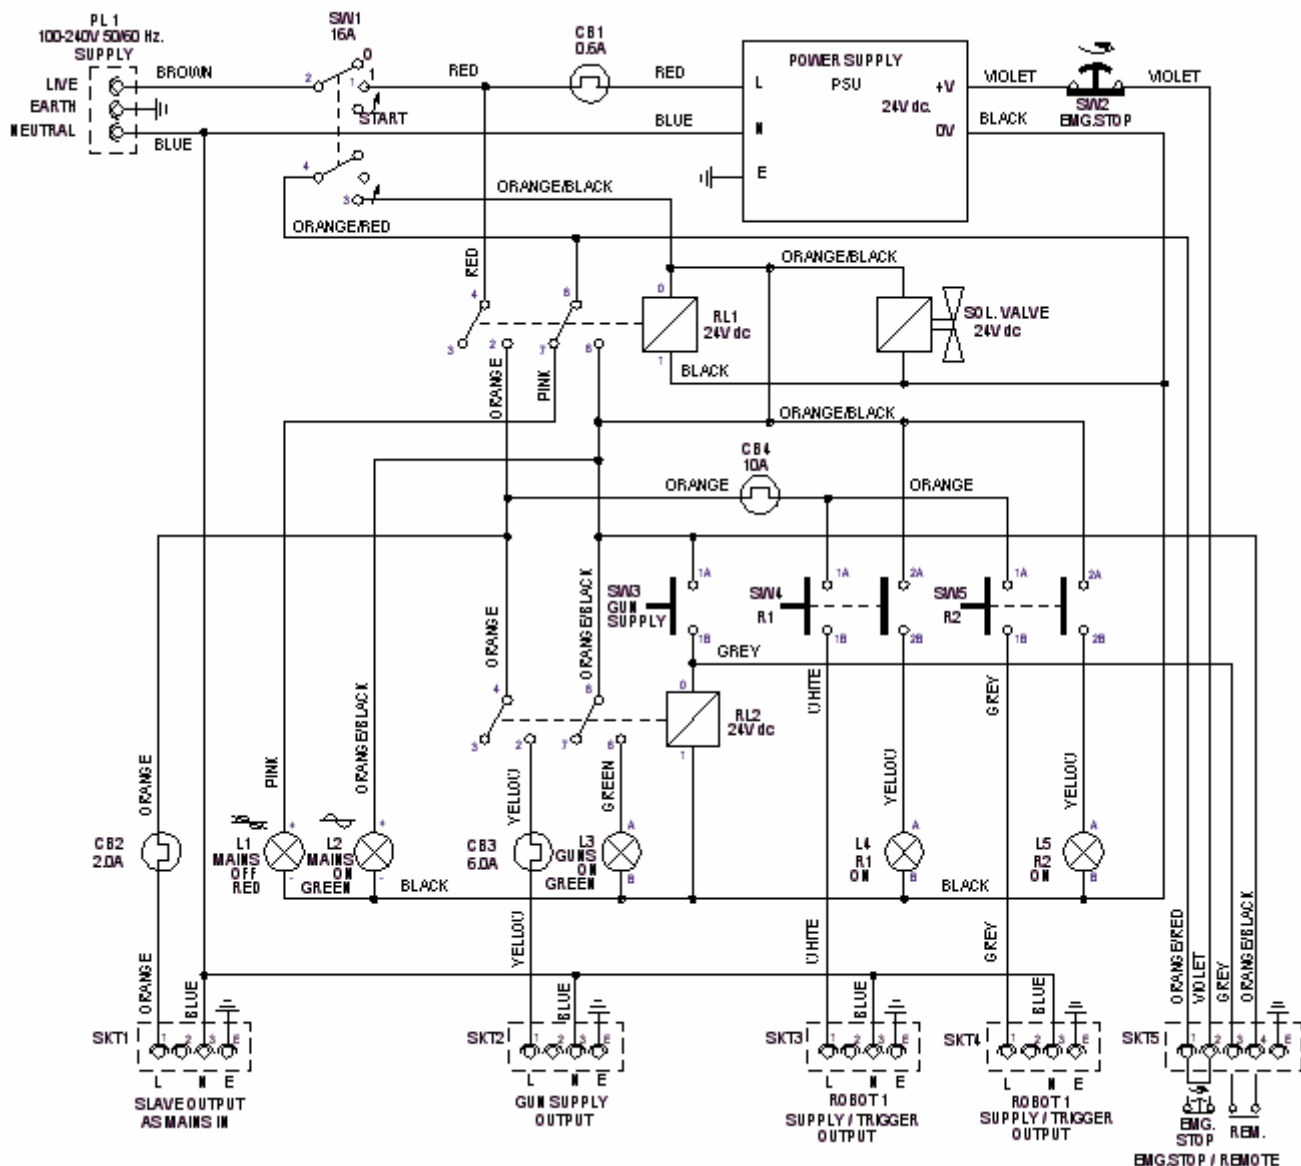 PL 1
100-240V 50/60 Hz.
SUPPLY
LIVE
EARTH
NEUTRAL
BROWN
BLUE
SW1
16A
0
1
2
START
4
3
RED
CB1
0.6A
RED
BLUE
POWER SUPPLY
PSU
24V dc.
L
N
E
+V
0V
VIOLET
SW2
EMG.STOP
VIOLET
BLACK
ORANGE/BLACK
ORANGE/RED
RED
4
3
2
8
7
6
0
1
RL1
24V dc
ORANGE/BLACK
SOL. VALVE
24V dc
BLACK
ORANGE
PINK
ORANGE/BLACK
CB4
10A
ORANGE
ORANGE
SW3
GUN
SUPPLY
1A
1B
SW4
R1
1A
1B
2A
2B
SW5
R2
1A
1B
2A
2B
ORANGE
ORANGE/BLACK
GREY
4
3
2
8
7
6
0
1
RL2
24V dc
WHITE
GREY
ORANGE
PINK
ORANGE/BLACK
YELLOW
GREEN
YELLOW
YELLOW
CB2
2.0A
L1
MAINS
OFF
RED
+
-
L2
MAINS
ON
GREEN
+
-
CB3
6.0A
L3
GUNS
ON
GREEN
A
B
L4
R1
ON
A
B
L5
R2
ON
A
B
BLACK
BLACK
ORANGE
BLUE
YELLOW
BLUE
WHITE
BLUE
GREY
BLUE
ORANGE/RED
VIOLET
GREY
ORANGE/BLACK
SKT1
1 2 3 E
L N E
SLAVE OUTPUT
AS MAINS IN
SKT2
1 2 3 E
L N E
GUN SUPPLY
OUTPUT
SKT3
1 2 3 E
L N E
ROBOT 1
SUPPLY / TRIGGER
OUTPUT
SKT4
1 2 3 E
L N E
ROBOT 1
SUPPLY / TRIGGER
OUTPUT
SKT5
1 2 3 4 E
EMG.
STOP
REM.
EMG.STOP / REMOTE